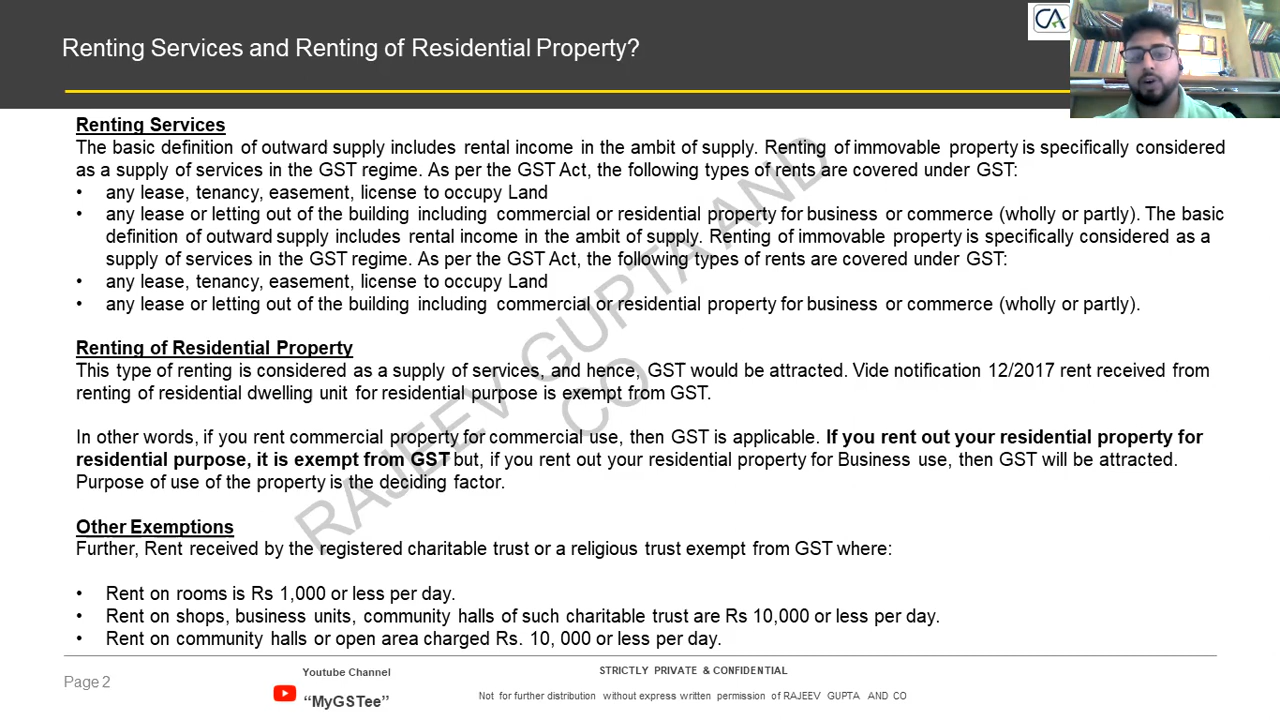 Renting Services and Renting of Residential Property?
CA
Renting Services
The basic definition of outward supply includes rental income in the ambit of supply. Renting of immovable property is specifically considered
as a supply of services in the GST regime. As per the GST Act, the following types of rents are covered under GST:
• any lease, tenancy, easement, license to occupy Land
• any lease or letting out of the building including commercial or residential property for business or commerce (wholly or partly). The basic
definition of outward supply includes rental income in the ambit of supply. Renting of immovable property is specifically considered as a
supply of services in the GST regime. As per the GST Act, the following types of rents are covered under GST:
• any lease, tenancy, easement, license to occupy Land
• any lease or letting out of the building including commercial or residential property for business or commerce (wholly or partly).
Renting of Residential Property
This type of renting is considered as a supply of services, and hence, GST would be attracted. Vide notification 12/2017 rent received from
renting of residential dwelling unit for residential purpose is exempt from GST.
In other words, if you rent commercial property for commercial use, then GST is applicable. If you rent out your residential property for
residential purpose, it is exempt from GST but, if you rent out your residential property for Business use, then GST will be attracted.
Purpose of use of the property is the deciding factor.
Other Exemptions
Further, Rent received by the registered charitable trust or a religious trust exempt from GST where:
• Rent on rooms is Rs 1,000 or less per day.
• Rent on shops, business units, community halls of such charitable trust are Rs 10,000 or less per day.
• Rent on community halls or open area charged Rs. 10, 000 or less per day.
RAJEEV GUPTA AND
CO
Page 2
Youtube Channel
“MyGSTee”
STRICTLY PRIVATE & CONFIDENTIAL
Not for further distribution without express written permission of RAJEEV GUPTA AND CO